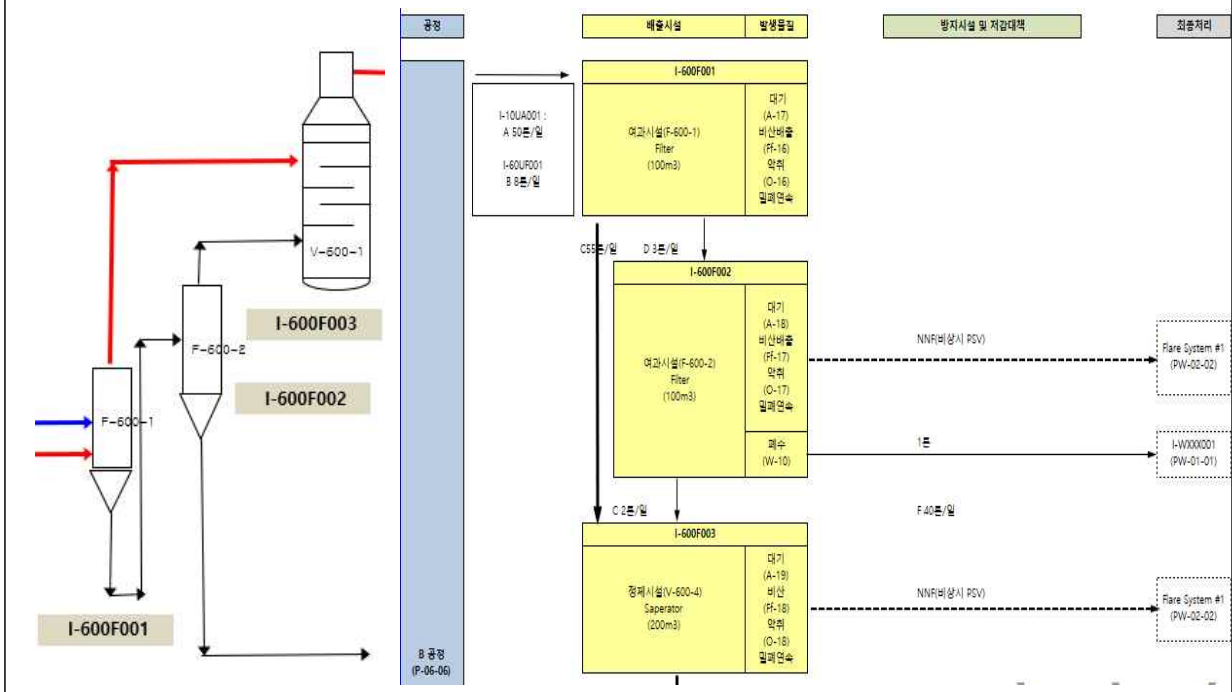 V-600-1
I-600F003
F-600-2
I-600F002
F-600-1
I-600F001
공정
배출시설
발생물질
방지시설 및 저감대책
최종처리
I-10UA001 :
A 50톤/일
I-60UF001
B 8톤/일
I-600F001
여과시설(F-600-1)
Filter
(100m3)
대기
(A-17)
비산배출
(Ff-16)
악취
(O-16)
밀폐연속
C55톤/일
D 3톤/일
I-600F002
여과시설(F-600-2)
Filter
(100m3)
대기
(A-18)
비산배출
(Ff-17)
악취
(O-17)
밀폐연속
폐수
(W-10)
NNF(비상시 PSV)
Flare System #1
(PW-02-02)
1톤
I-WXXX001
(PW-01-01)
C 2톤/일
F 40톤/일
I-600F003
정제시설(V-600-4)
Saperator
(200m3)
대기
(A-19)
비산
(Ff-18)
악취
(O-18)
밀폐연속
NNF(비상시 PSV)
Flare System #1
(PW-02-02)
B 공정
(P-06-06)